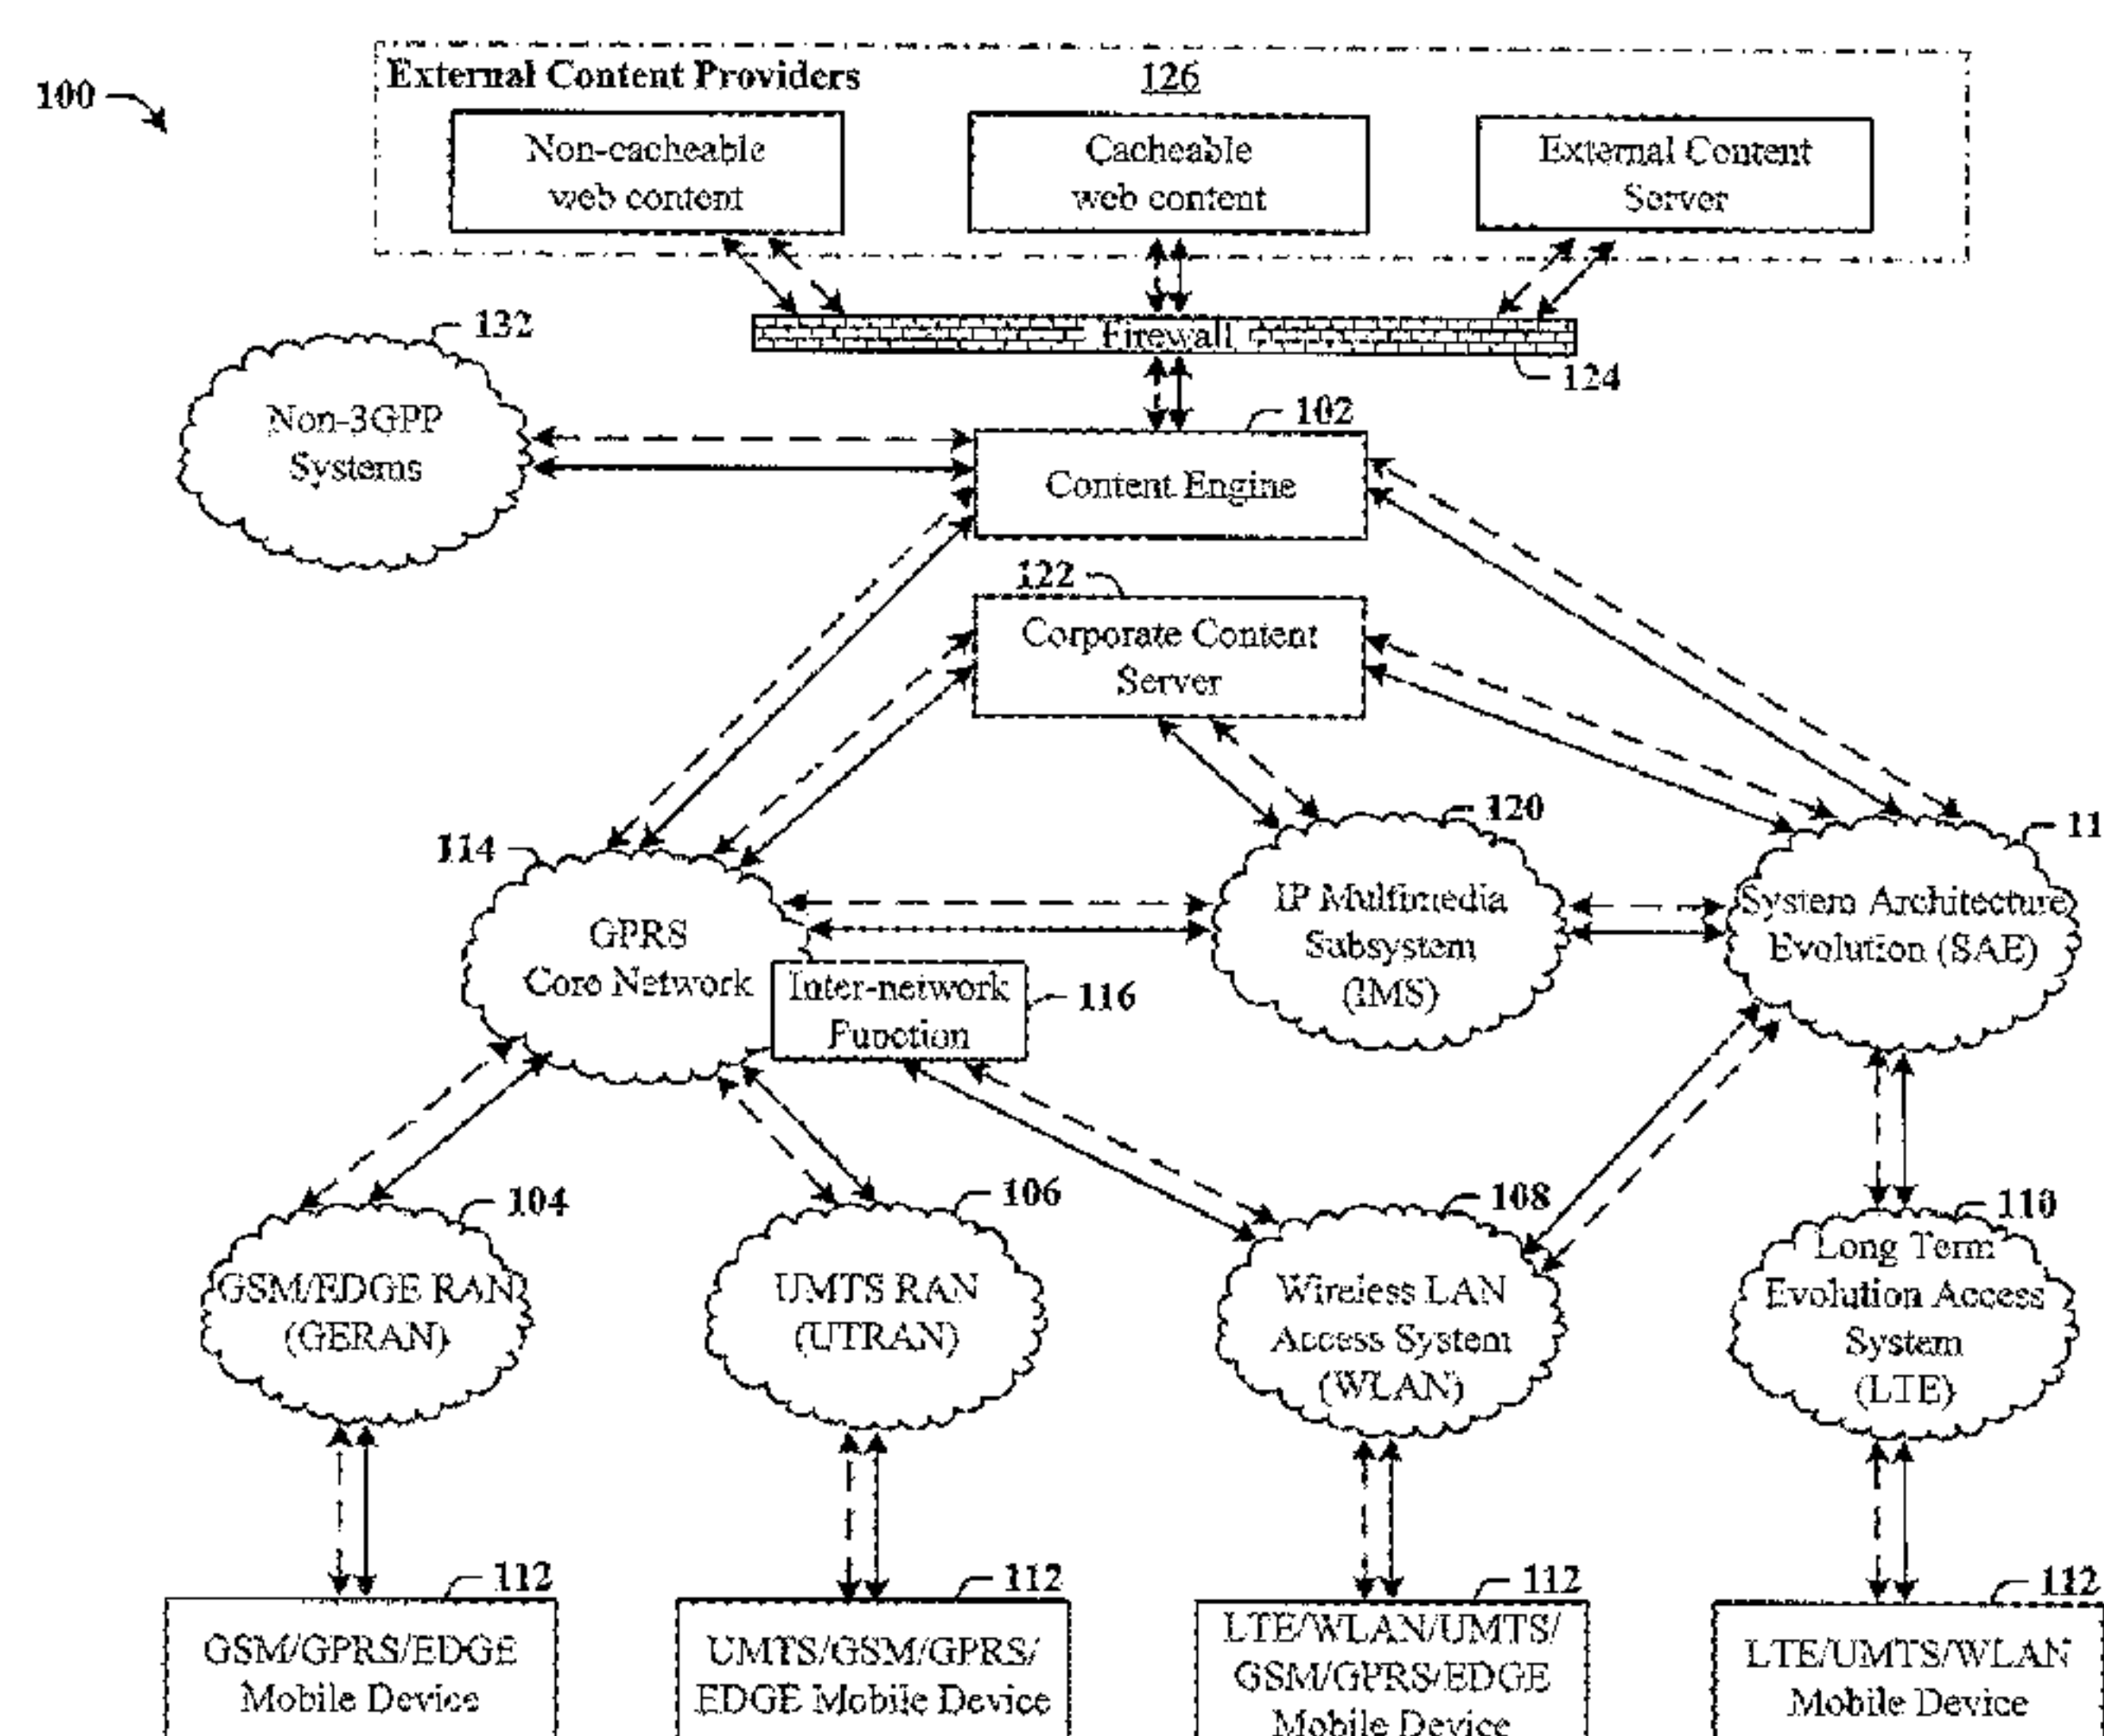 100
External Content Providers 126
Non-cacheable
web content
Cacheable
web content
External Content
Server
Firewall
124
132
Non-3GPP
Systems
102
Content Engine
122
Corporate Content
Server
114
GPRS
Core Network
Inter-network
Function
116
120
IP Multimedia
Subsystem
(IMS)
11
System Architecture
Evolution (SAE)
104
GSM/EDGE RAN
(GERAN)
106
UMTS RAN
(UTRAN)
108
Wireless LAN
Access System
(WLAN)
110
Long Term
Evolution Access
System
(LTE)
112
GSM/GPRS/EDGE
Mobile Device
112
UMTS/GSM/GPRS/
EDGE Mobile Device
112
LTE/WLAN/UMTS/
GSM/GPRS/EDGE
Mobile Device
112
LTE/UMTS/WLAN
Mobile Device